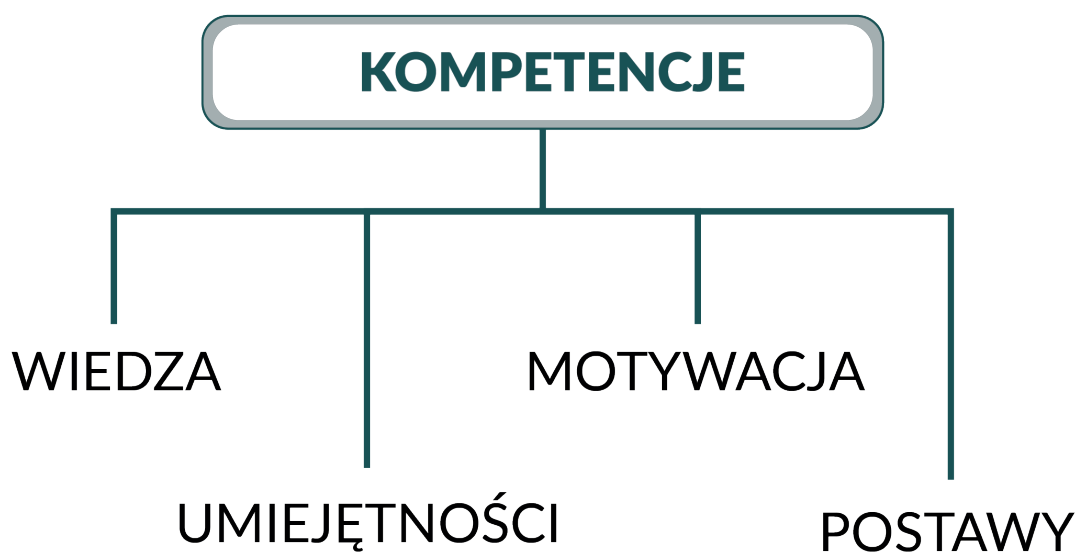 KOMPETENCJE
WIEDZA
MOTYWACJA
UMIEJĘTNOŚCI
POSTAWY